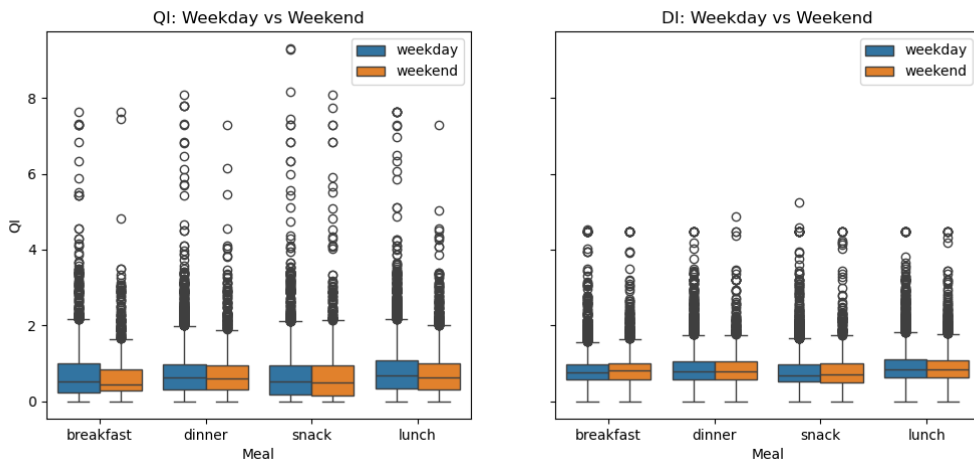 QI: Weekday vs Weekend
weekday
weekend
QI
8
6
4
2
0
breakfast
dinner
snack
lunch
Meal
DI: Weekday vs Weekend
weekday
weekend
breakfast
dinner
snack
lunch
Meal